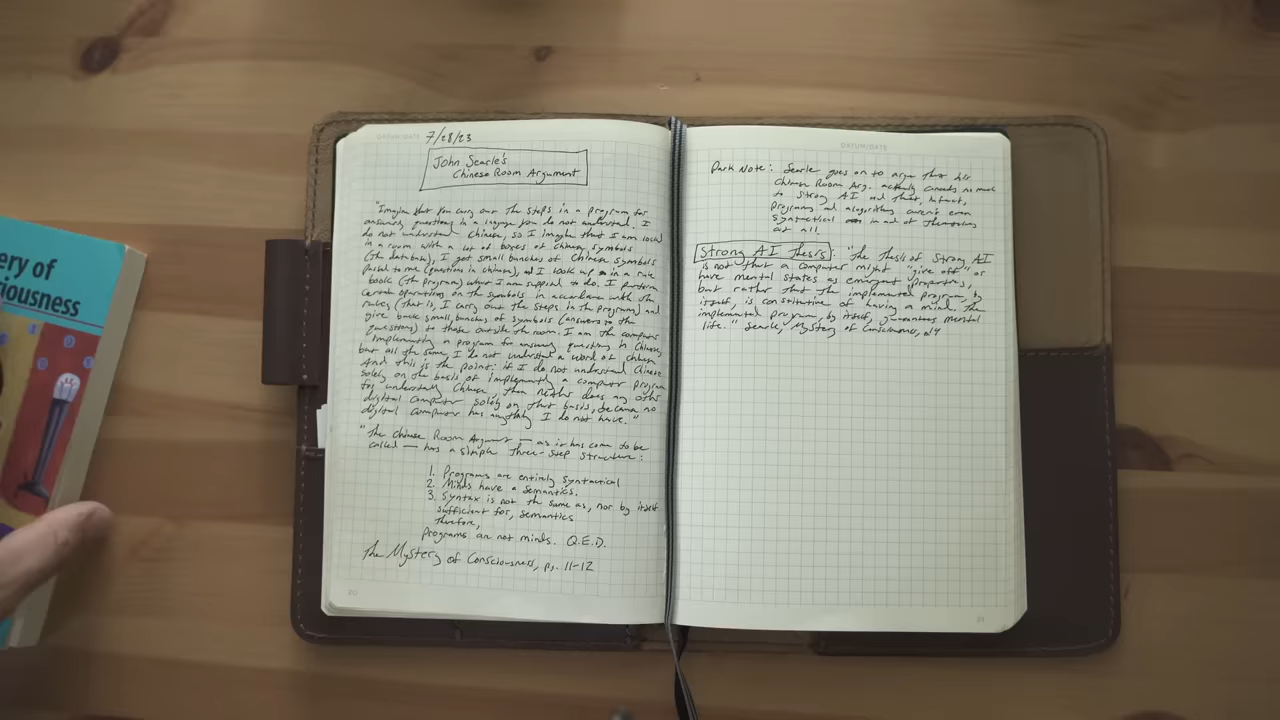 ery of
iousness
DATUM/DATE 7/28/23
John Searle's
Chinese Room Argument
"Imagine that you carry out the steps in a program for
answering questions in a language you do not understand. I
do not understand Chinese, so I imagine that I am locked
in a room with a lot of boxes of Chinese symbols
(the database), I get small bunches of Chinese symbols
passed to me (questions in Chinese), and I look up in a rule
book (the program) what I am supposed to do. I perform
certain operations on the symbols in accordance with the
rules (that is, I carry out the steps in the program) and
give back small bunches of symbols (answers to the
questions) to those outside the room. I am the computer
implementing a program for answering questions in Chinese,
but all the same, I do not understand a word of Chinese.
And this is the point: if I do not understand Chinese
solely on the basis of implementing a computer program
for understanding Chinese, then neither does any other
digital computer solely on that basis, because no
digital computer has anything I do not have."
"The Chinese Room Argument — as it has come to be
called — has a simple three-step structure:
1. Programs are entirely syntactical
2. Minds have a semantics.
3. Syntax is not the same as, nor by itself
sufficient for, semantics
therefore,
Programs are not minds. Q.E.D.
The Mystery of Consciousness, p. 11-12
20
DATUM/DATE
Note: Searle goes on to argue that his
Chinese Room Arg. actually concedes too much
to Strong AI and that, in fact,
programs and algorithms aren't even
syntactical in and of themselves
at all.
Strong AI Thesis: "The thesis of Strong AI
is not that a computer might "give off" or
have mental states as emergent properties,
but rather that the implemented program, by
itself, is constitutive of having a mind. The
implemented program, by itself, guarantees mental
life." Searle, Mystery of Consciousness, p14
21